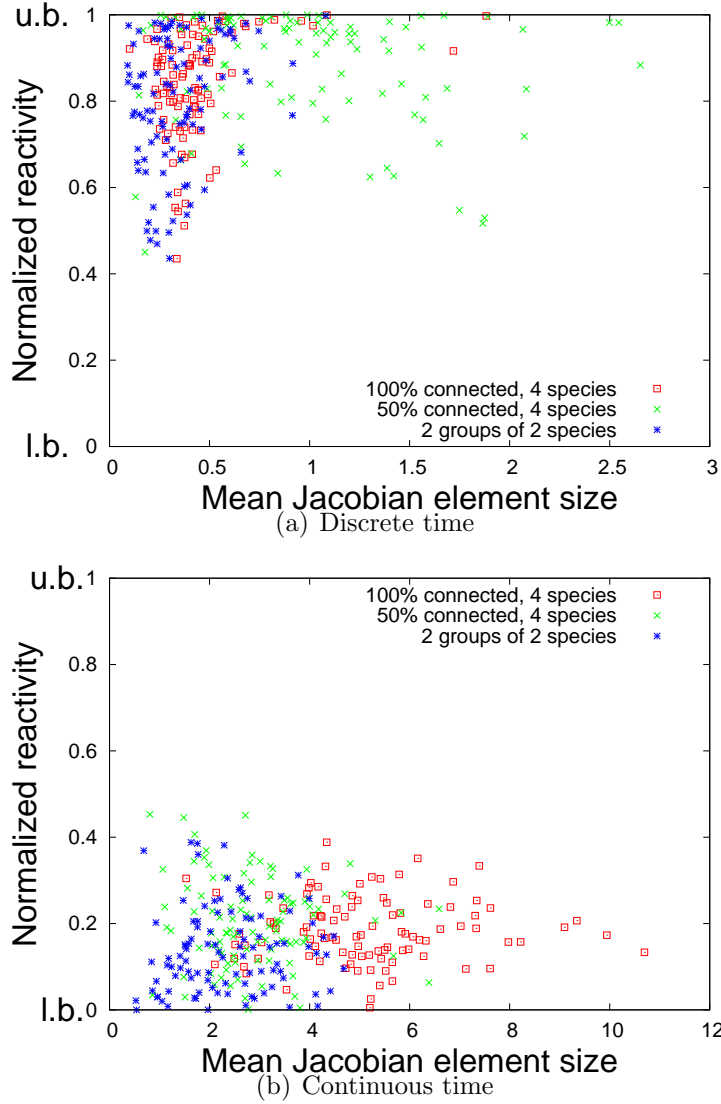 u.b.
1
0.8
0.6
0.4
0.2
0
l.b.
Normalized reactivity
100% connected, 4 species
50% connected, 4 species
2 groups of 2 species
0 0.5 1 1.5 2 2.5 3
Mean Jacobian element size
(a) Discrete time
u.b.
1
0.8
0.6
0.4
0.2
0
l.b.
Normalized reactivity
100% connected, 4 species
50% connected, 4 species
2 groups of 2 species
0 2 4 6 8 10 12
Mean Jacobian element size
(b) Continuous time